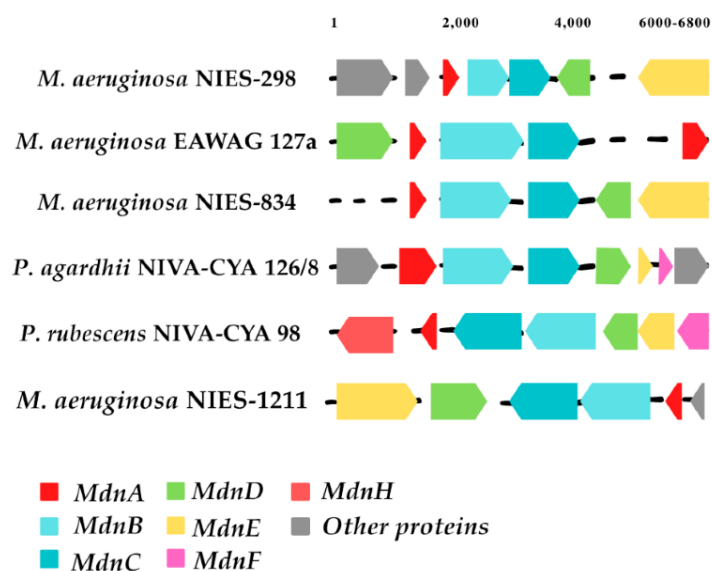 1 2,000 4,000 6000-6800
M. aeruginosa NIES-298
M. aeruginosa EAWAG 127a
M. aeruginosa NIES-834
P. agardhii NIVA-CYA 126/8
P. rubescens NIVA-CYA 98
M. aeruginosa NIES-1211
MdnA MdnD MdnH
MdnB MdnE Other proteins
MdnC MdnF